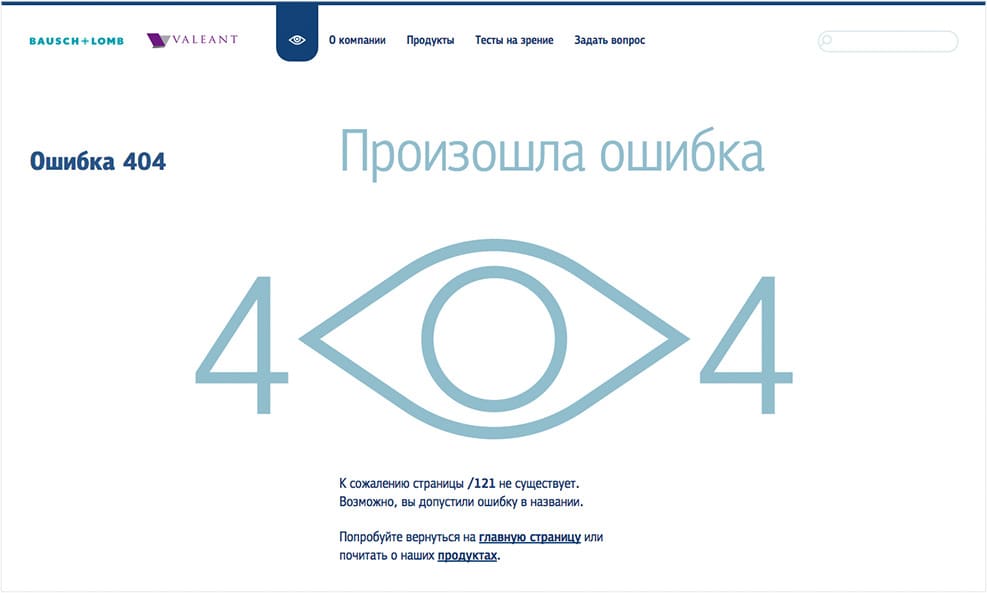 BAUSCH+LOMB
VALEANT
О компании
Продукты
Тесты на зрение
Задать вопрос
Ошибка 404
Произошла ошибка
404
К сожалению страницы /121 не существует.
Возможно, вы допустили ошибку в названии.
Попробуйте вернуться на главную страницу или
почитать о наших продуктах.